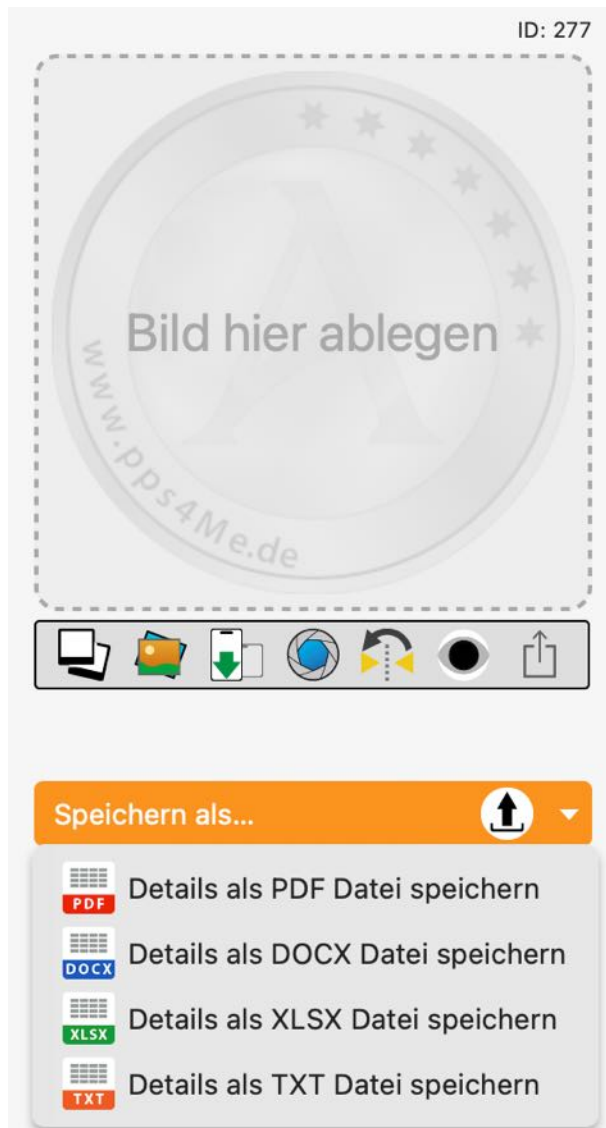 ID: 277
Bild hier ablegen
www.pps4Me.de
Speichern als...
PDF
Details als PDF Datei speichern
DOCX
Details als DOCX Datei speichern
XLSX
Details als XLSX Datei speichern
TXT
Details als TXT Datei speichern